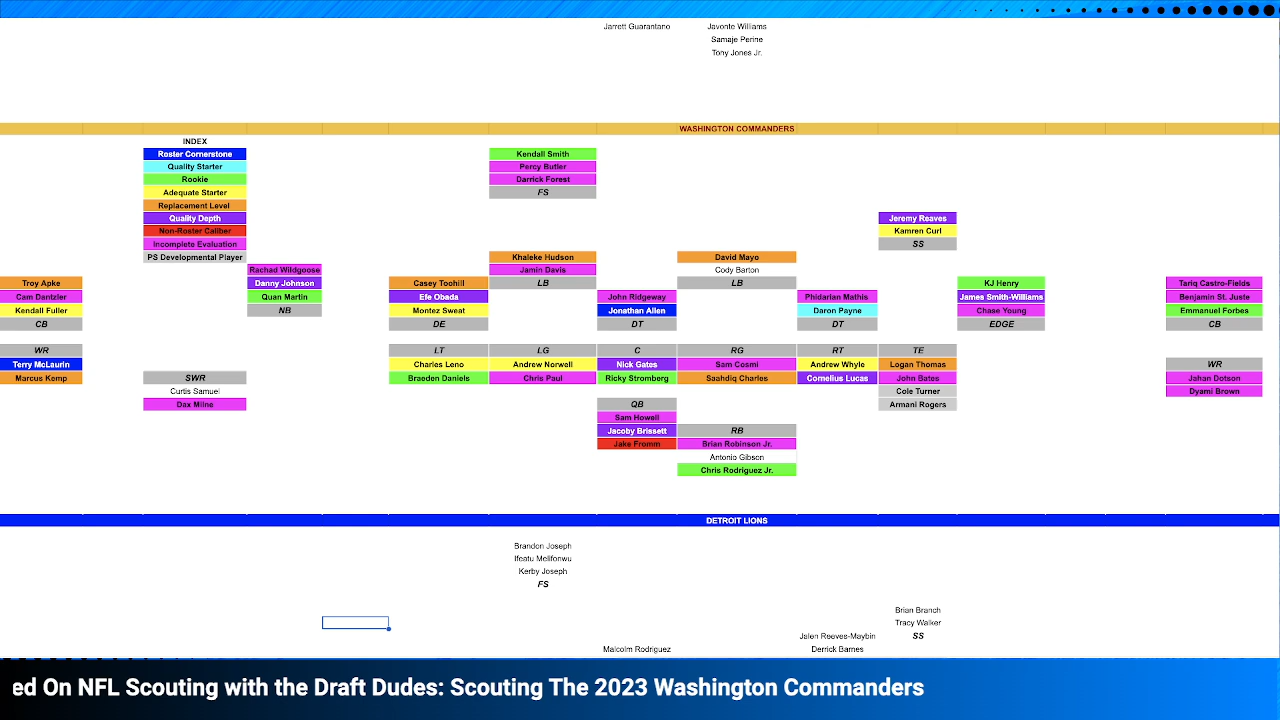 Jarrett Guarantano
Javonte Williams
Samaje Perine
Tony Jones Jr.
WASHINGTON COMMANDERS
INDEX
Roster Cornerstone
Quality Starter
Rookie
Adequate Starter
Replacement Level
Quality Depth
Non-Roster Caliber
Incomplete Evaluation
PS Developmental Player
Kendall Smith
Percy Butler
Darrick Forest
FS
Jeremy Reaves
Kamren Curl
SS
Rachad Wildgoose
Danny Johnson
Quan Martin
NB
Khaleke Hudson
Jamin Davis
LB
David Mayo
Cody Barton
LB
Troy Apke
Cam Dantzler
Kendall Fuller
CB
Casey Toohill
Efe Obada
Montez Sweat
DE
John Ridgeway
Jonathan Allen
DT
Phidarian Mathis
Daron Payne
DT
KJ Henry
James Smith-Williams
Chase Young
EDGE
Tariq Castro-Fields
Benjamin St. Juste
Emmanuel Forbes
CB
WR
Terry McLaurin
Marcus Kemp
SWR
Curtis Samuel
Dax Milne
LT
Charles Leno
Braeden Daniels
LG
Andrew Norwell
Chris Paul
C
Nick Gates
Ricky Stromberg
RG
Sam Cosmi
Saahdiq Charles
RT
Andrew Whyle
Cornelius Lucas
TE
Logan Thomas
John Bates
Cole Turner
Armani Rogers
WR
Jahan Dotson
Dyami Brown
QB
Sam Howell
Jacoby Brissett
Jake Fromm
RB
Brian Robinson Jr.
Antonio Gibson
Chris Rodriguez Jr.
DETROIT LIONS
Brandon Joseph
Ifeatu Melifonwu
Kerby Joseph
FS
Brian Branch
Tracy Walker
SS
Jalen Reeves-Maybin
Derrick Barnes
Malcolm Rodriguez
ed On NFL Scouting with the Draft Dudes: Scouting The 2023 Washington Commanders